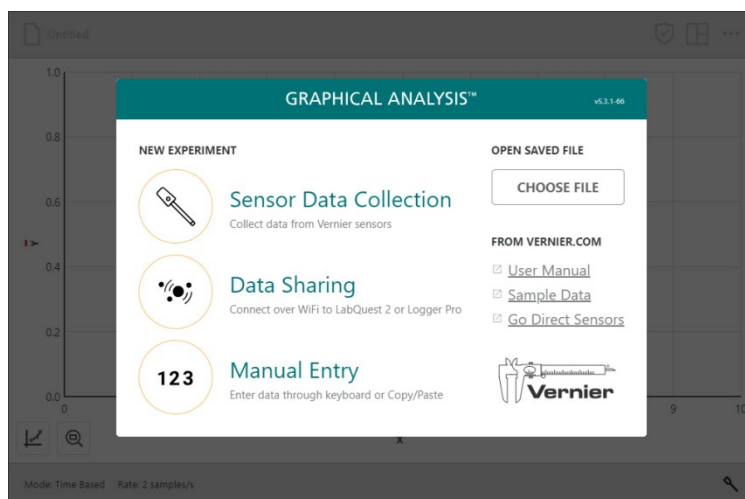 Untitled
GRAPHICAL ANALYSIS™
v5.3.1-66
NEW EXPERIMENT
Sensor Data Collection
Collect data from Vernier sensors
Data Sharing
Connect over WiFi to LabQuest 2 or Logger Pro
123
Manual Entry
Enter data through keyboard or Copy/Paste
OPEN SAVED FILE
CHOOSE FILE
FROM VERNIER.COM
User Manual
Sample Data
Go Direct Sensors
Vernier
1.0
0.8
0.6
Y
0.4
0.2
0.0
0
9
10
X
Mode: Time Based Rate: 2 samples/s